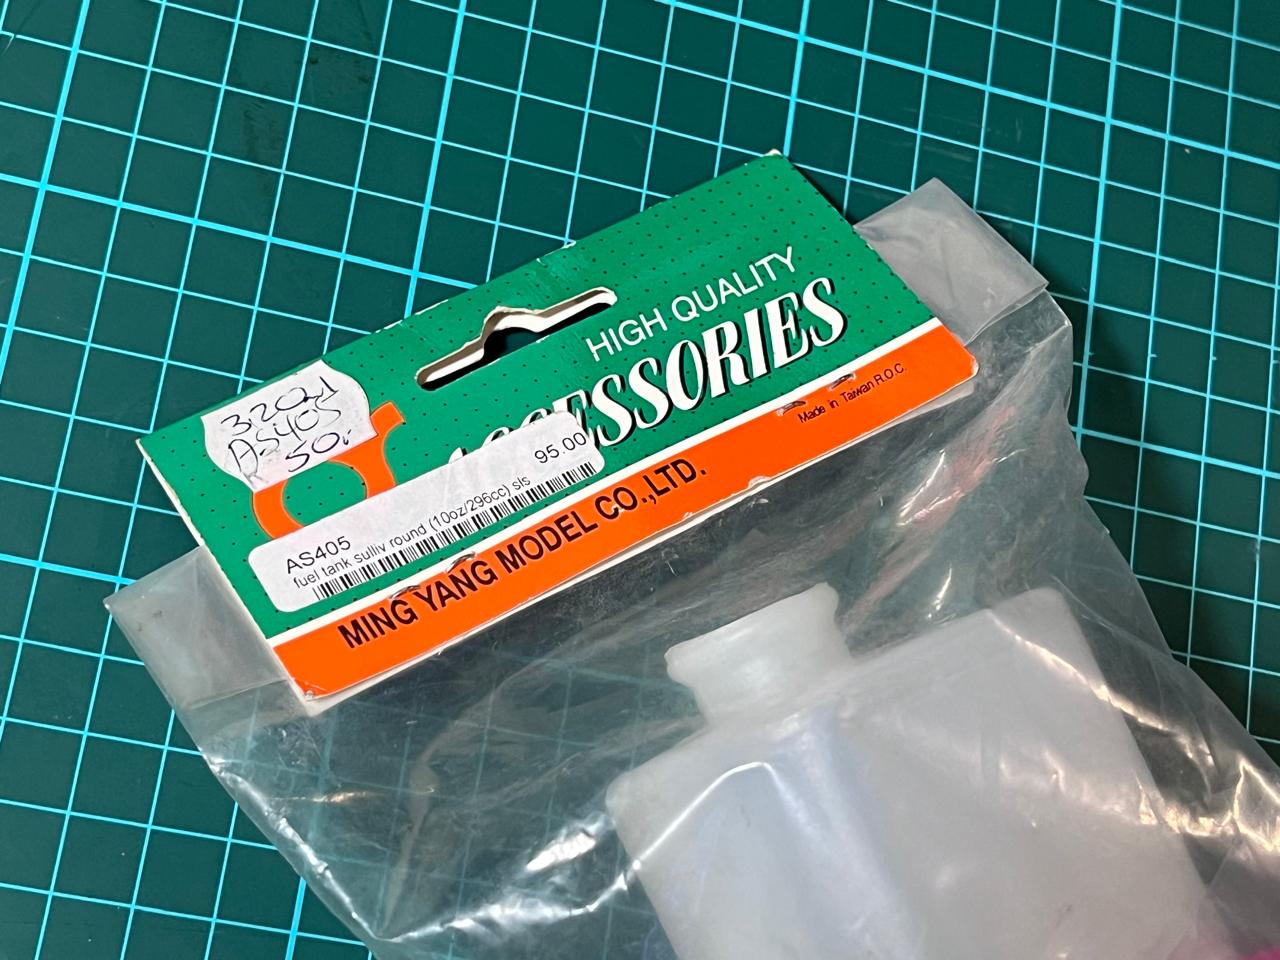 HIGH QUALITY
ACCESSORIES
Made in Taiwan R.O.C.
AS405
50.-
95.00
AS405
fuel tank sulliv round (10oz/296cc) sls
MING YANG MODEL CO.,LTD.